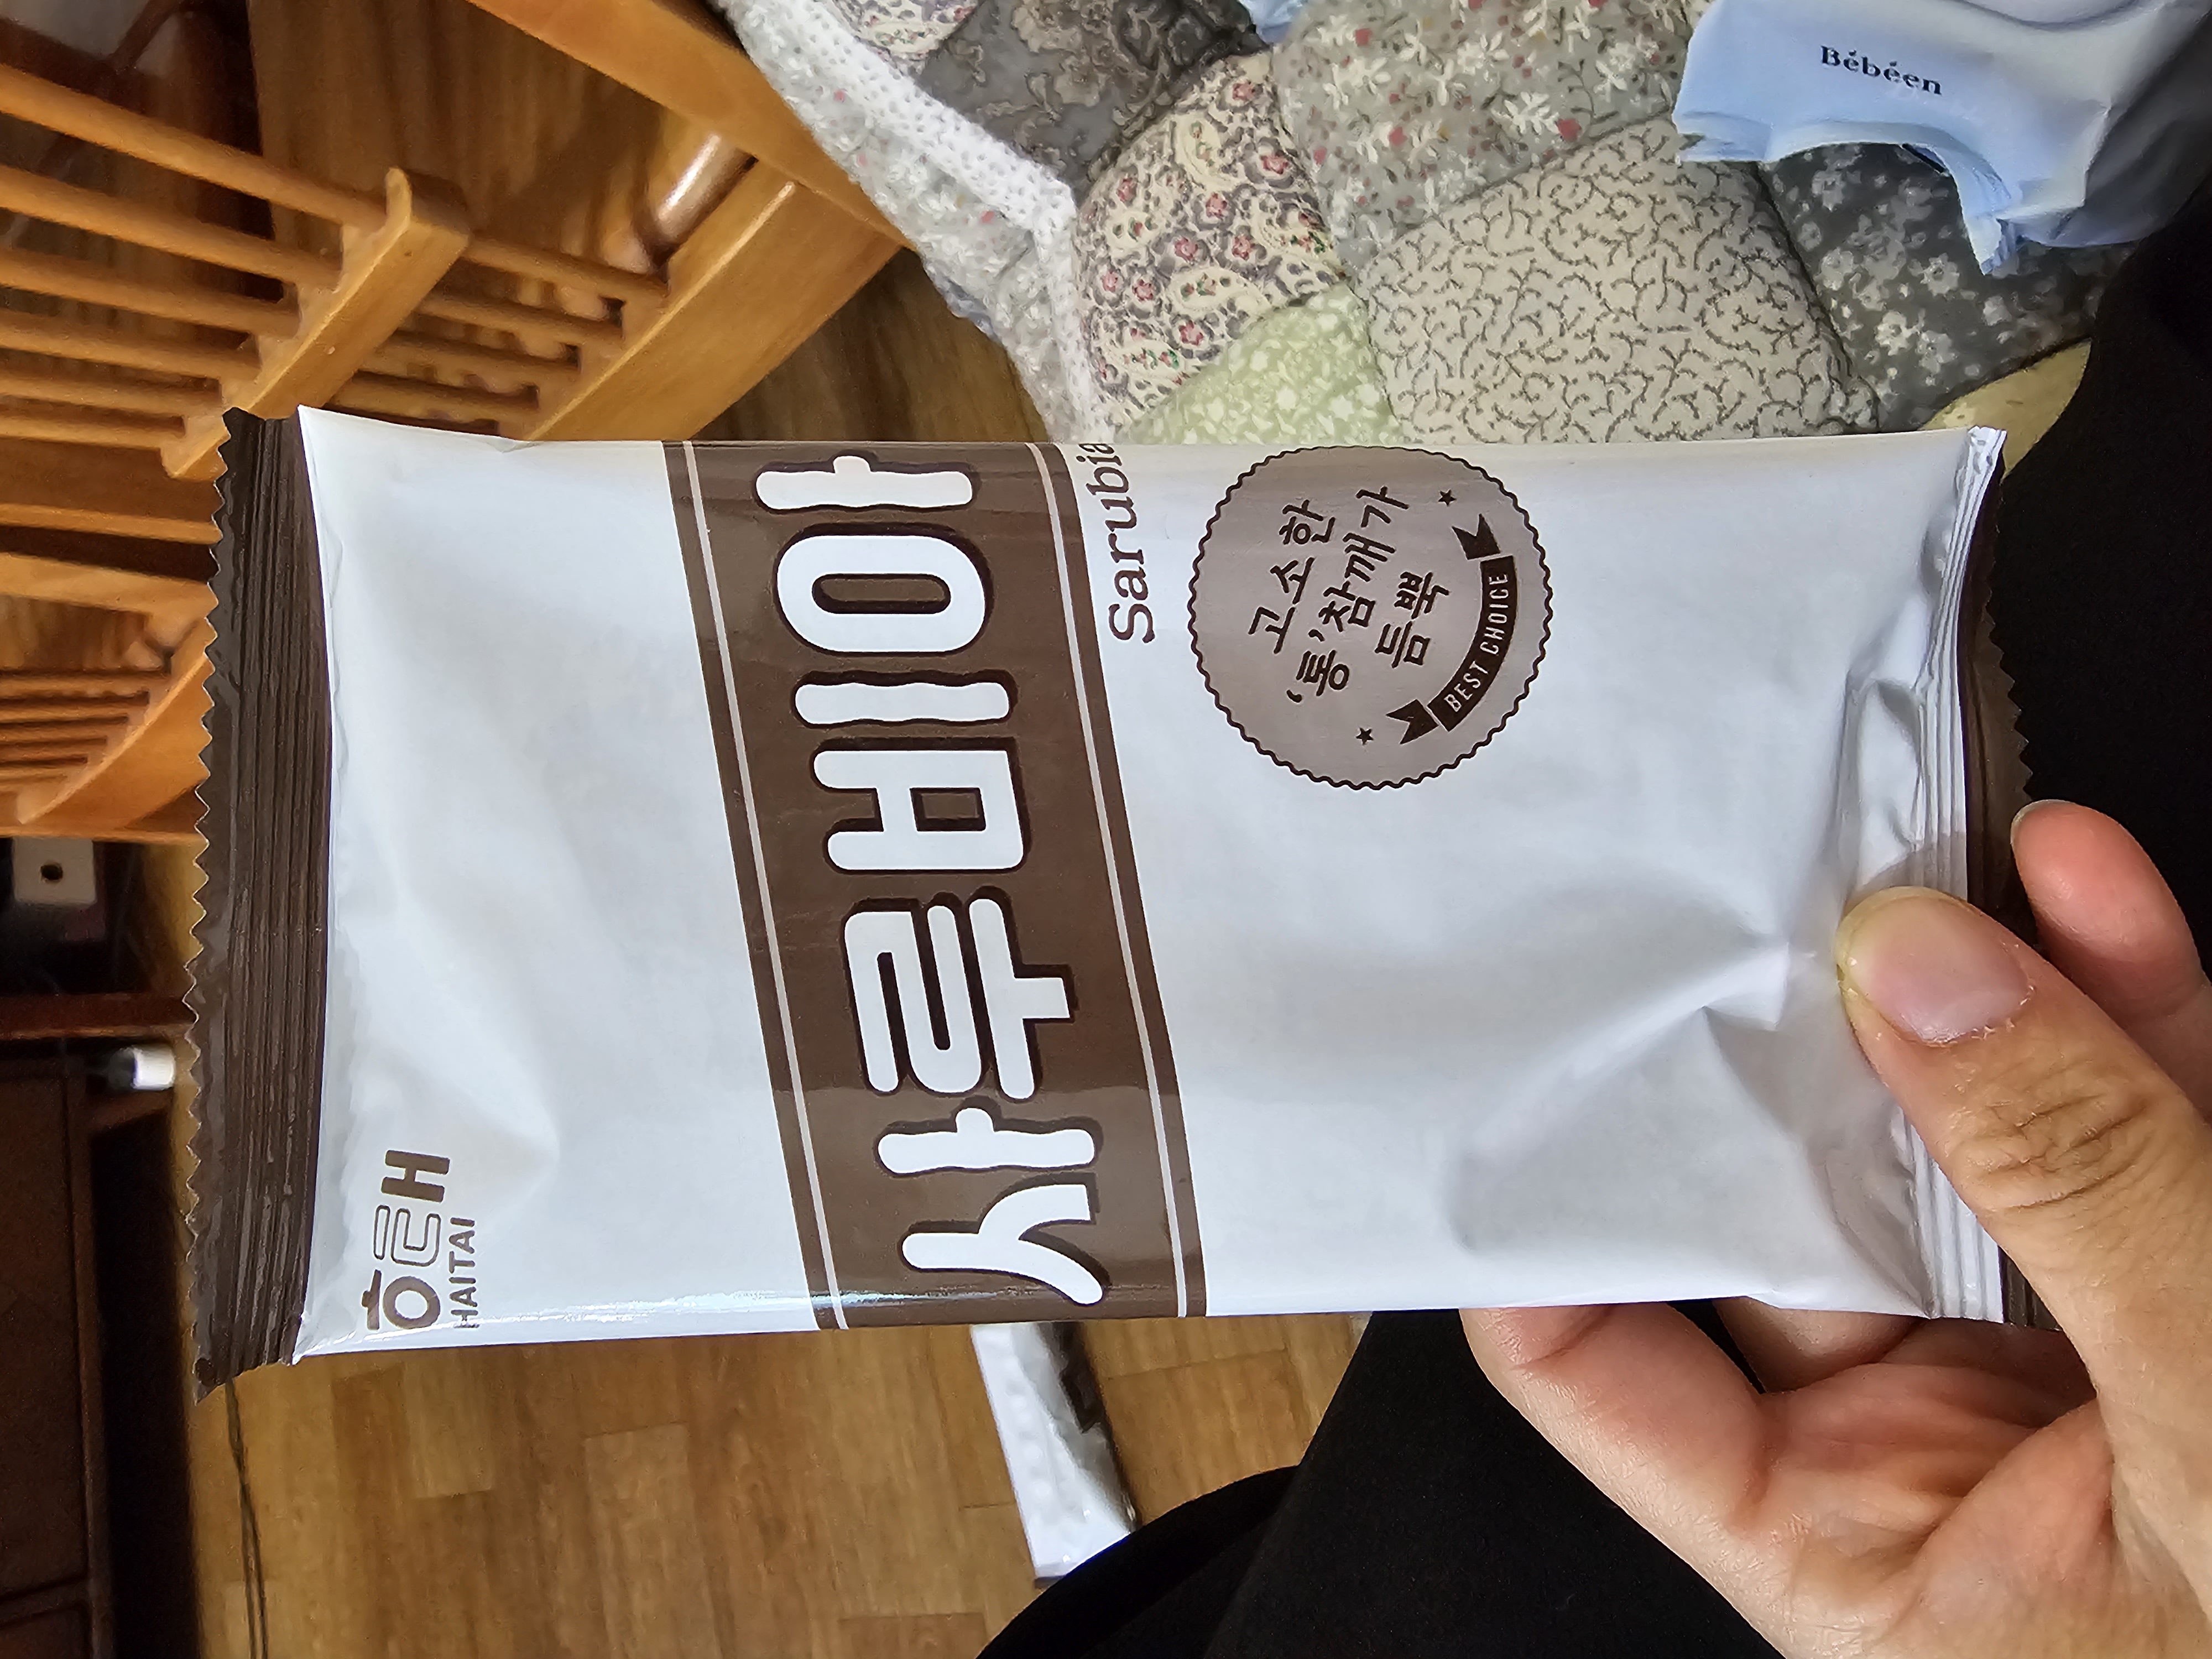 Bébéen
해태
HAITAI
사루비아
Sarubia
고소한
'통'참깨가
듬뿍
BEST CHOICE